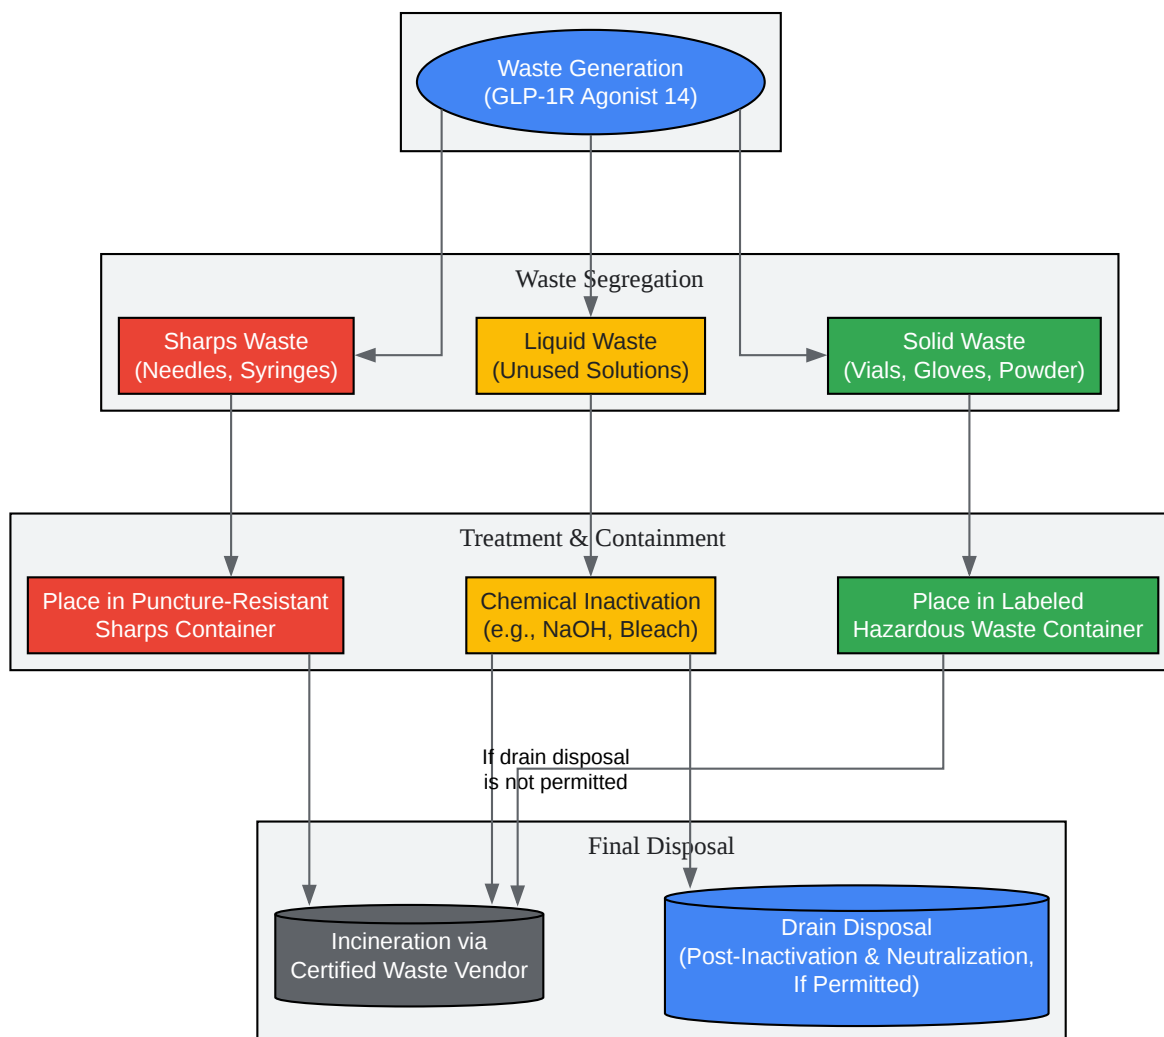 Waste Generation
(GLP-1R Agonist 14)
Waste Segregation
Sharps Waste
(Needles, Syringes)
Liquid Waste
(Unused Solutions)
Solid Waste
(Vials, Gloves, Powder)
Treatment & Containment
Place in Puncture-Resistant
Sharps Container
Chemical Inactivation
(e.g., NaOH, Bleach)
Place in Labeled
Hazardous Waste Container
If drain disposal
is not permitted
Final Disposal
Incineration via
Certified Waste Vendor
Drain Disposal
(Post-Inactivation & Neutralization,
If Permitted)